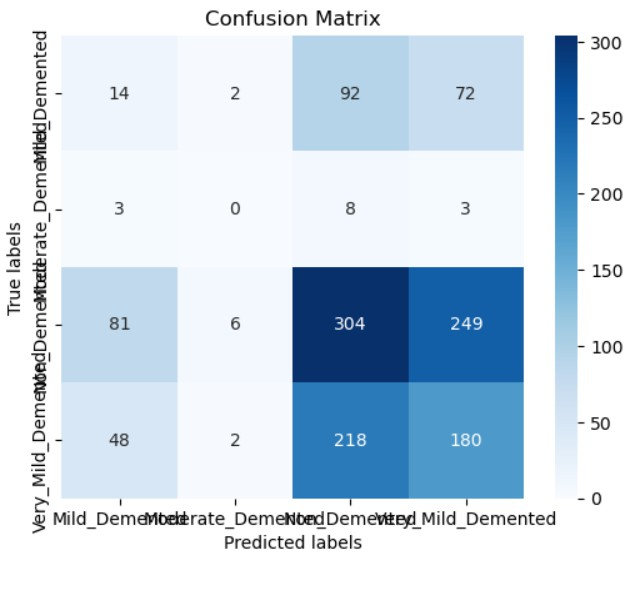 Confusion Matrix
Mild_Demented
14 2 92 72
Moderate_Demented
3 0 8 3
Non_Demented
81 6 304 249
Very_Mild_Demented
48 2 218 180
True labels
Mild_Demented Moderate_Demented Non_Demented Very_Mild_Demented
Predicted labels
300
250
200
150
100
50
0